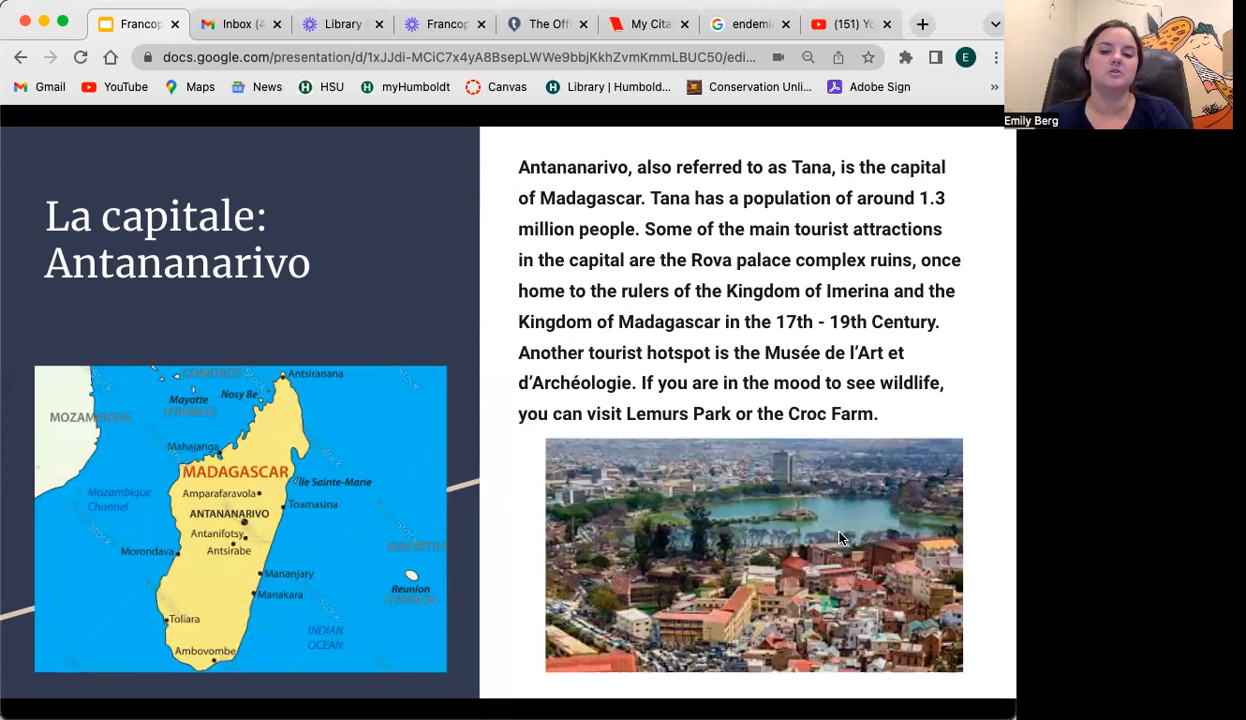 Francop
Inbox (4
Library
Francop
The Off
My Cita
endemi
(151) Yo
docs.google.com/presentation/d/1xJJdi-MCiC7x4yA8BsepLWWe9bbjKkhZvmKmmLBUC50/edi...
E
Gmail
YouTube
Maps
News
HSU
myHumboldt
Canvas
Library | Humbold...
Conservation Unli...
Adobe Sign
»
Emily Berg
La capitale:
Antananarivo
Antananarivo, also referred to as Tana, is the capital
of Madagascar. Tana has a population of around 1.3
million people. Some of the main tourist attractions
in the capital are the Rova palace complex ruins, once
home to the rulers of the Kingdom of Imerina and the
Kingdom of Madagascar in the 17th - 19th Century.
Another tourist hotspot is the Musée de l’Art et
d’Archéologie. If you are in the mood to see wildlife,
you can visit Lemurs Park or the Croc Farm.
COMOROS
Antsiranana
Mayotte
(FRANCE)
Nosy Be
MOZAMBIQUE
Mahajanga
MADAGASCAR
Île Sainte-Marie
Mozambique
Channel
Amparafaravola
Toamasina
ANTANANARIVO
Antanifotsy
Antsirabe
Morondava
MAURITIUS
Mananjary
Reunion
(FRANCE)
Manakara
Toliara
INDIAN
OCEAN
Ambovombe